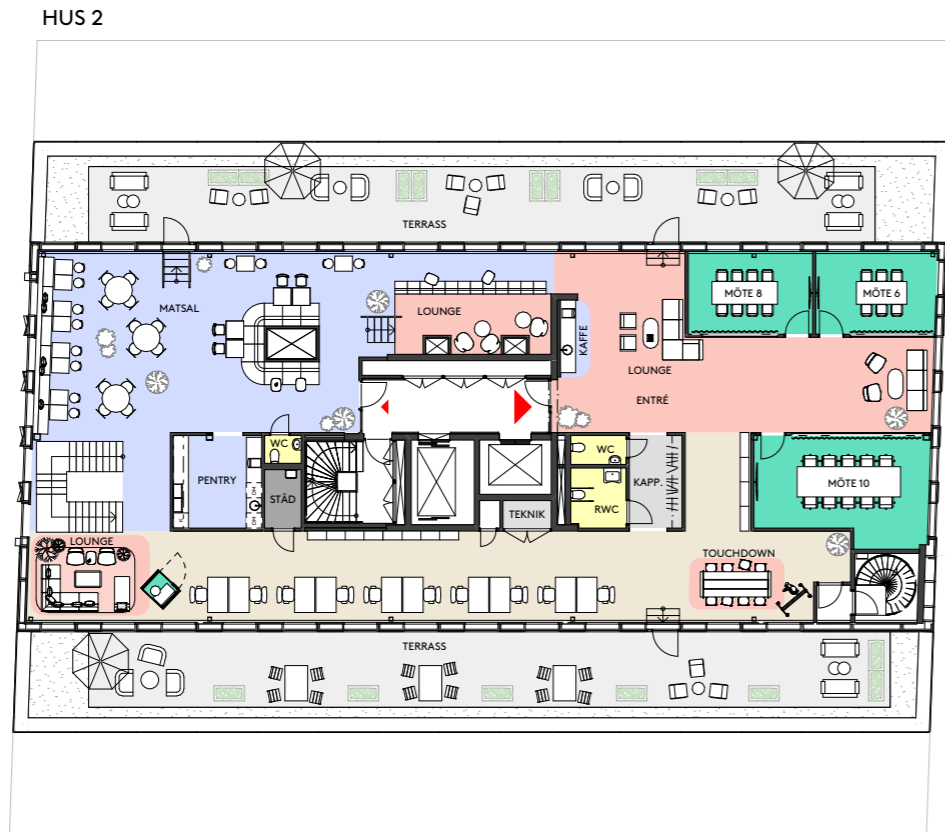 HUS 2
TERRASS
MATSAL
LOUNGE
KAFFE
MÖTE 8
MÖTE 6
LOUNGE
ENTRÉ
WC
PENTRY
STÄD
WC
KAPP.
RWC
TEKNIK
MÖTE 10
LOUNGE
TOUCHDOWN
TERRASS